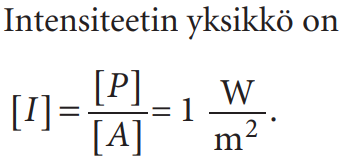 Intensiteetin yksikkö on
[I] = [P]/[A] = 1 W/m².